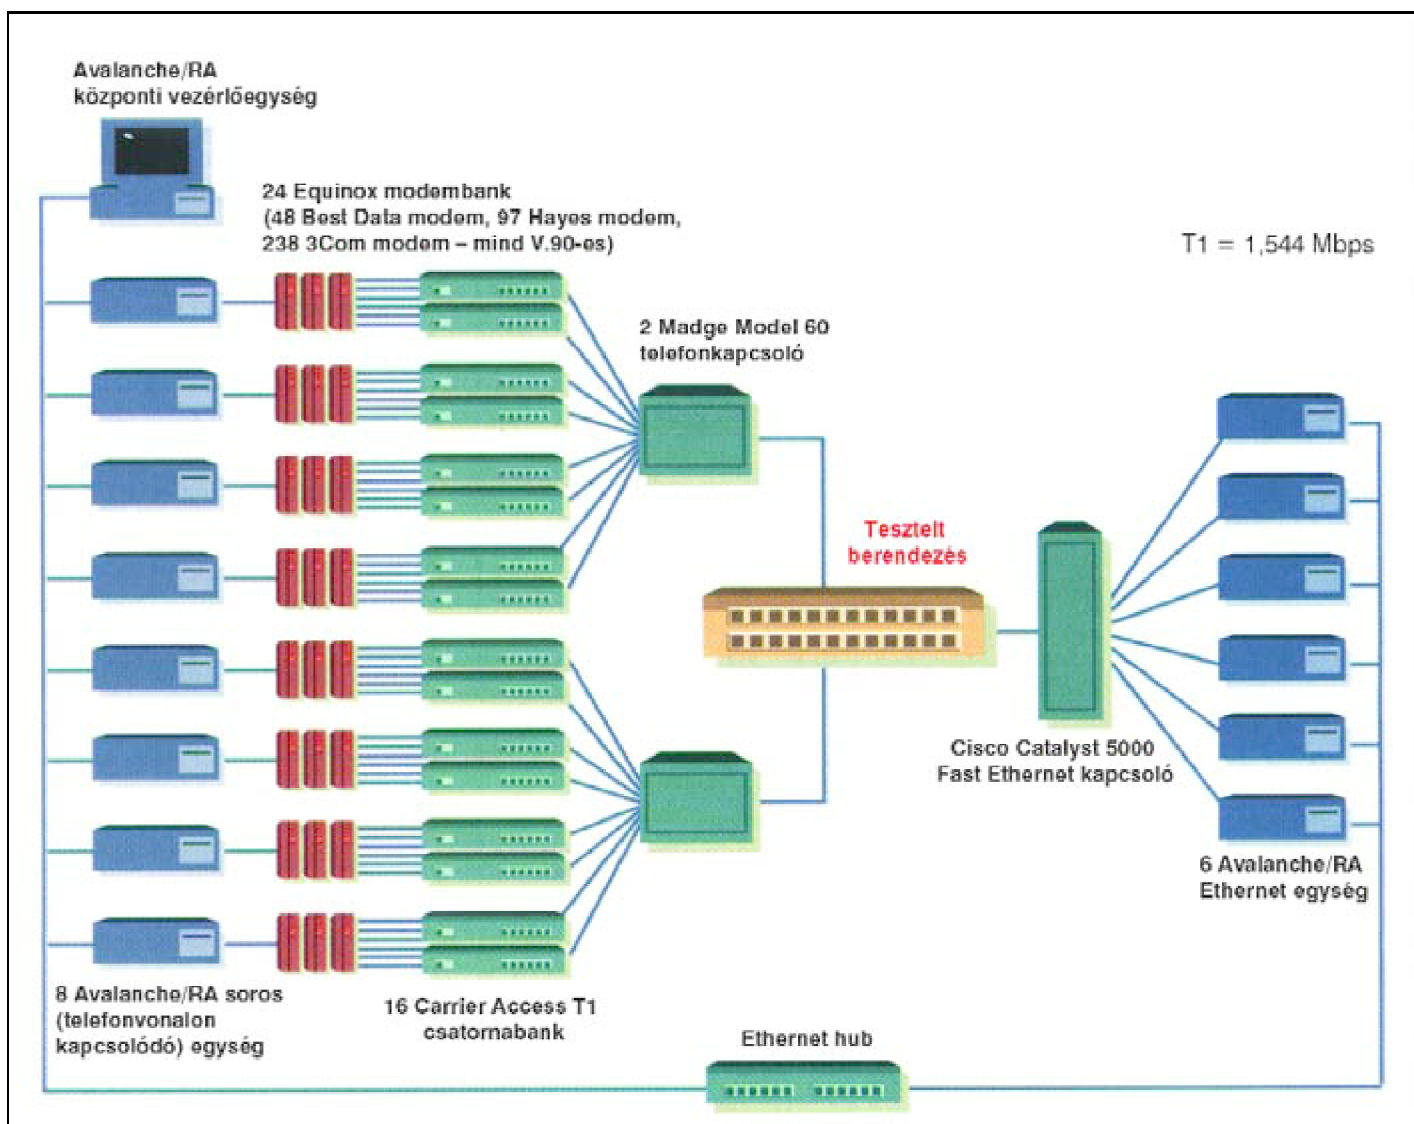 Avalanche/RA
központi vezérlőegység
24 Equinox modembank
(48 Best Data modem, 97 Hayes modem,
238 3Com modem – mind V.90-es)
T1 = 1,544 Mbps
2 Madge Model 60
telefonkapcsoló
Tesztelt
berendezés
Cisco Catalyst 5000
Fast Ethernet kapcsoló
6 Avalanche/RA
Ethernet egység
8 Avalanche/RA soros
(telefonvonalon
kapcsolódó) egység
16 Carrier Access T1
csatornabank
Ethernet hub